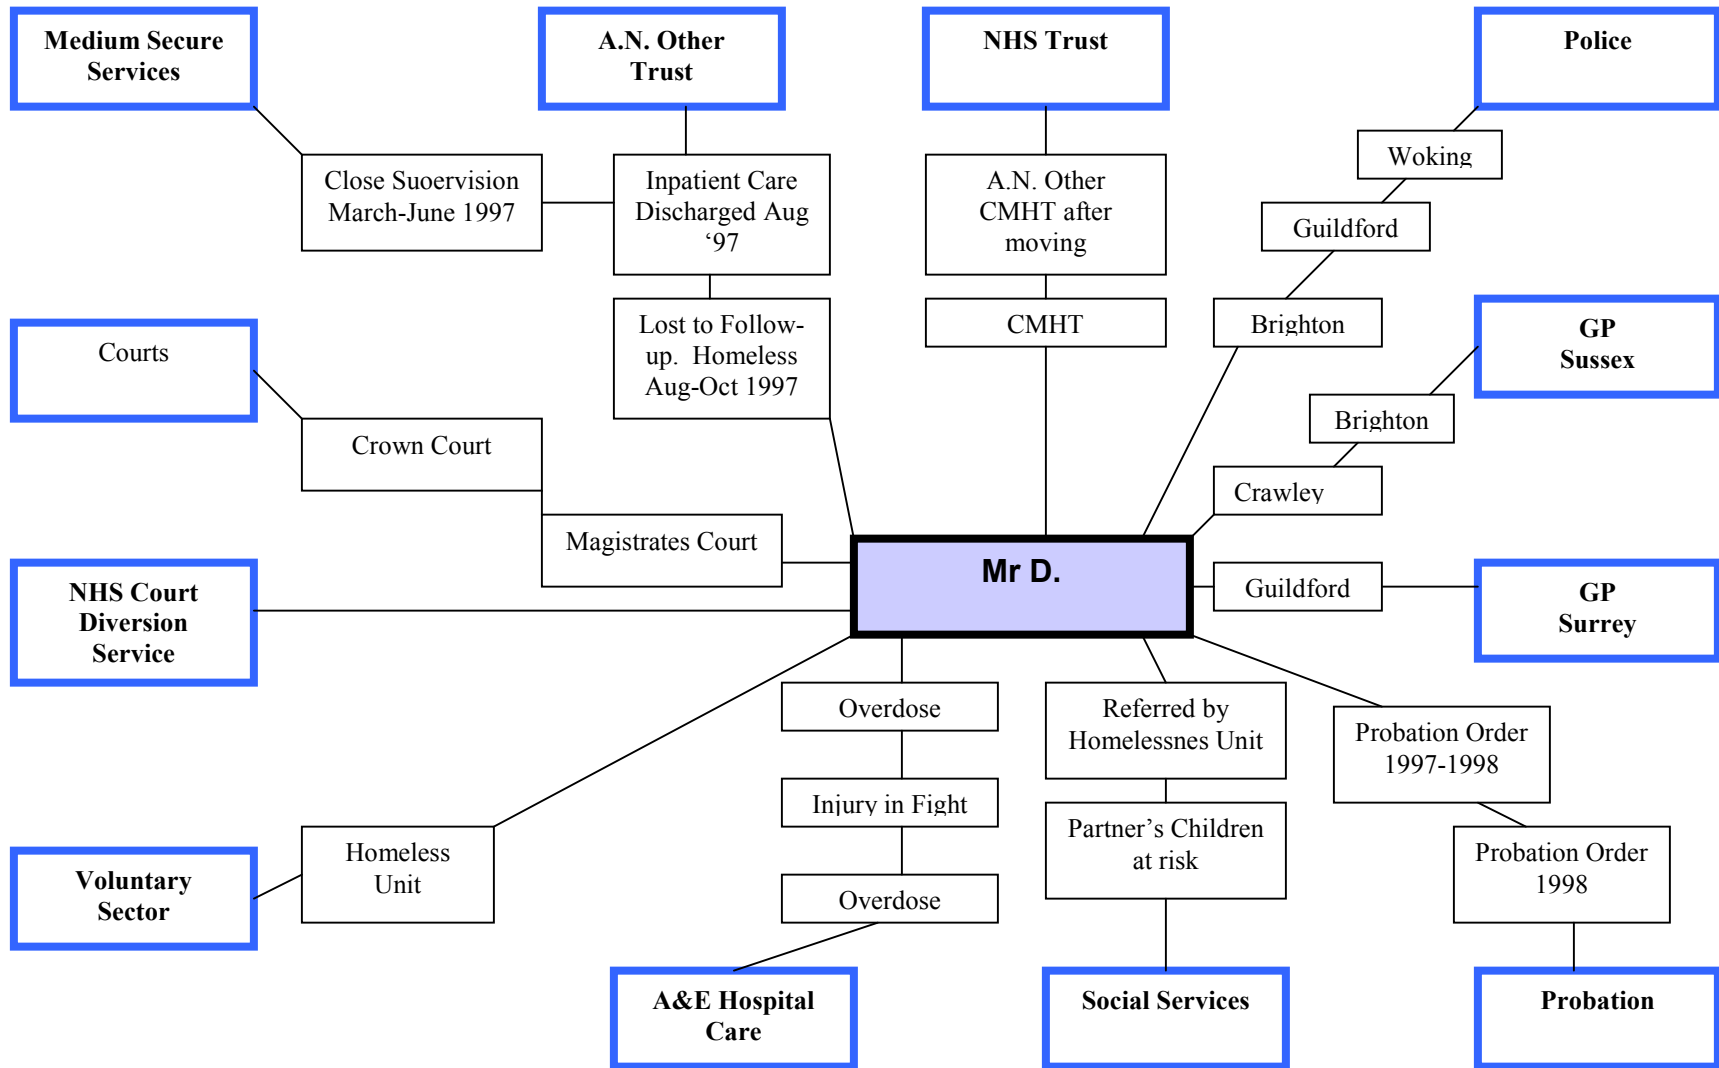 Medium Secure
Services
A.N. Other
Trust
NHS Trust
Police
Close Suoervision
March-June 1997
Inpatient Care
Discharged Aug
‘97
A.N. Other
CMHT after
moving
Woking
Guildford
Brighton
Lost to Follow-
up. Homeless
Aug-Oct 1997
CMHT
GP
Sussex
Courts
Crown Court
Brighton
Crawley
Magistrates Court
Mr D.
NHS Court
Diversion
Service
Guildford
GP
Surrey
Overdose
Injury in Fight
Overdose
Referred by
Homelessnes Unit
Partner’s Children
at risk
Probation Order
1997-1998
Probation Order
1998
Homeless
Unit
Voluntary
Sector
A&E Hospital
Care
Social Services
Probation